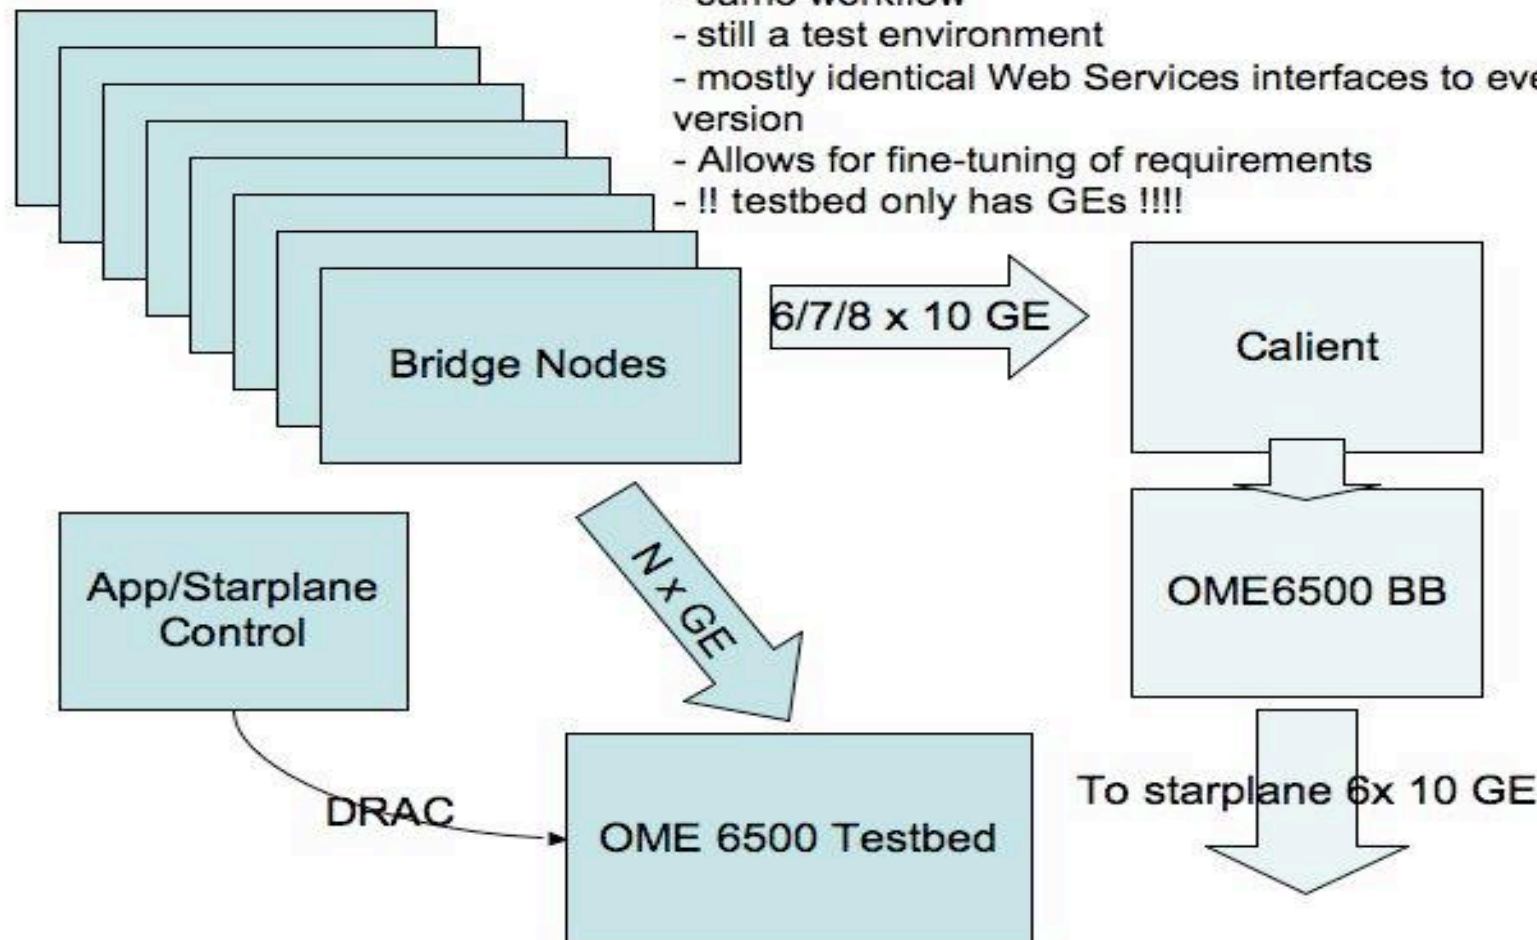 - same workflow
- still a test environment
- mostly identical Web Services interfaces to eve
version
- Allows for fine-tuning of requirements
- !! testbed only has GEs !!!!
6/7/8 x 10 GE
Calient
Bridge Nodes
N x GE
App/Starplane
Control
OME6500 BB
DRAC
To starplane 6x 10 GE
OME 6500 Testbed